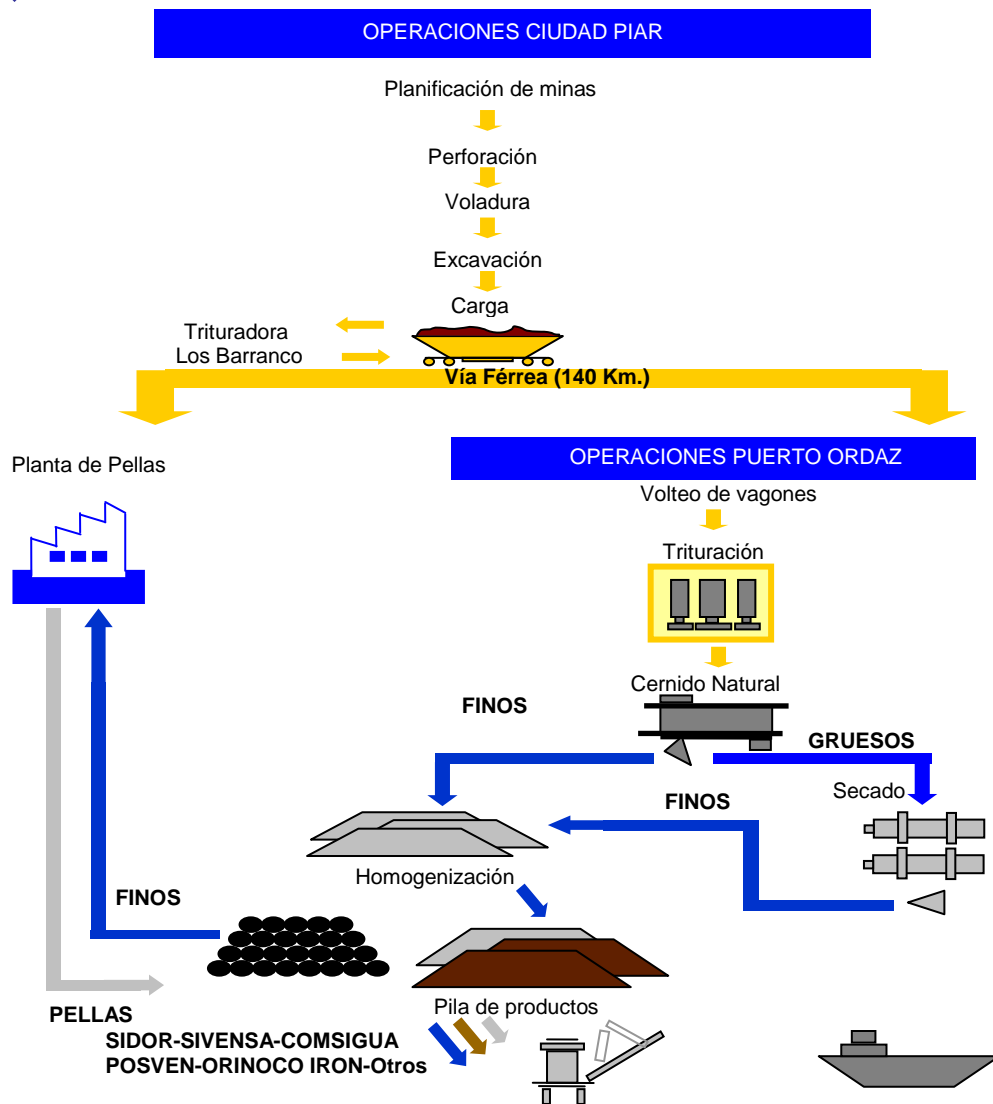 OPERACIONES CIUDAD PIAR
Planificación de minas
Perforación
Voladura
Excavación
Carga
Trituradora
Los Barranco
Vía Férrea (140 Km.)
Planta de Pellas
OPERACIONES PUERTO ORDAZ
Volteo de vagones
Trituración
Cernido Natural
FINOS
GRUESOS
Secado
FINOS
Homogenización
FINOS
Pila de productos
PELLAS
SIDOR-SIVENSA-COMSIGUA
POSVEN-ORINOCO IRON-Otros